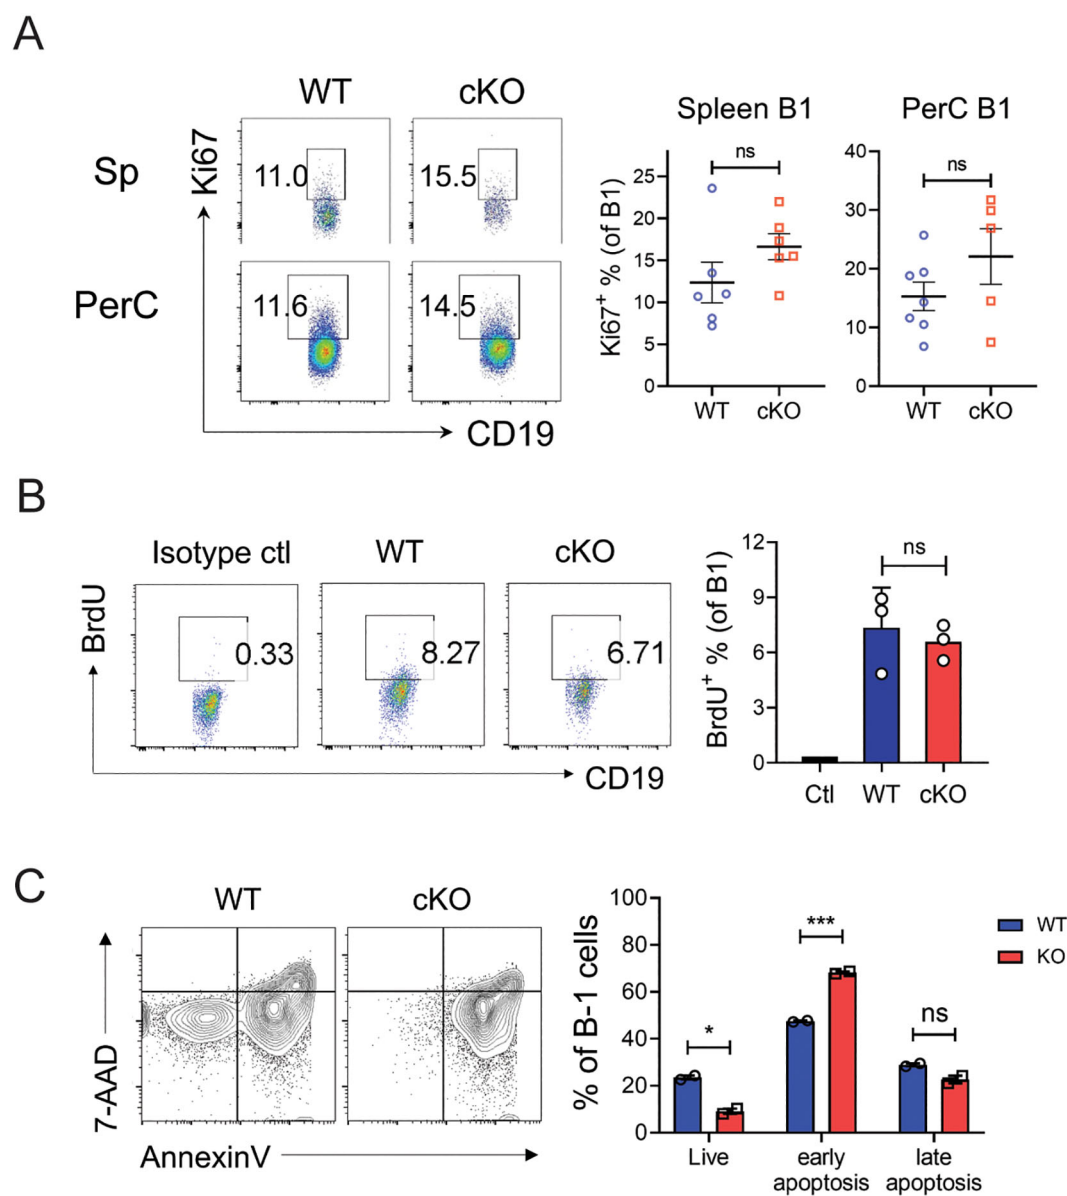 A
WT
cKO
Sp
Ki67
11.0
15.5
PerC
11.6
14.5
CD19
Spleen B1
PerC B1
Ki67+ % (of B1)
ns
ns
25
20
15
10
5
0
40
30
20
10
0
WT
cKO
WT
cKO
B
Isotype ctl
WT
cKO
BrdU
0.33
8.27
6.71
CD19
BrdU+ % (of B1)
ns
12
9
6
3
0
Ctl
WT
cKO
C
WT
cKO
7-AAD
AnnexinV
% of B-1 cells
100
80
60
40
20
0
*
***
ns
WT
KO
Live
early
apoptosis
late
apoptosis